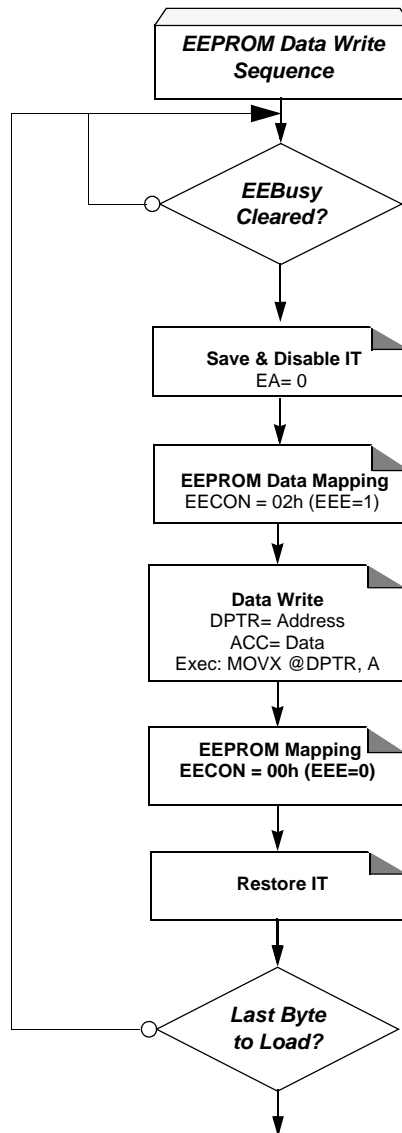 EEPROM Data Write
Sequence
EEBusy
Cleared?
Save & Disable IT
EA= 0
EEPROM Data Mapping
EECON = 02h (EEE=1)
Data Write
DPTR= Address
ACC= Data
Exec: MOVX @DPTR, A
EEPROM Mapping
EECON = 00h (EEE=0)
Restore IT
Last Byte
to Load?